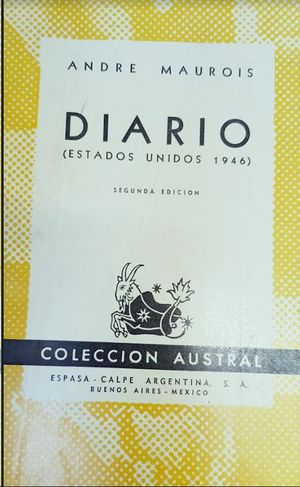 ANDRE MAUROIS
DIARIO
(ESTADOS UNIDOS 1946)
SEGUNDA EDICION
COLECCION AUSTRAL
ESPASA - CALPE ARGENTINA, S. A.
BUENOS AIRES - MEXICO